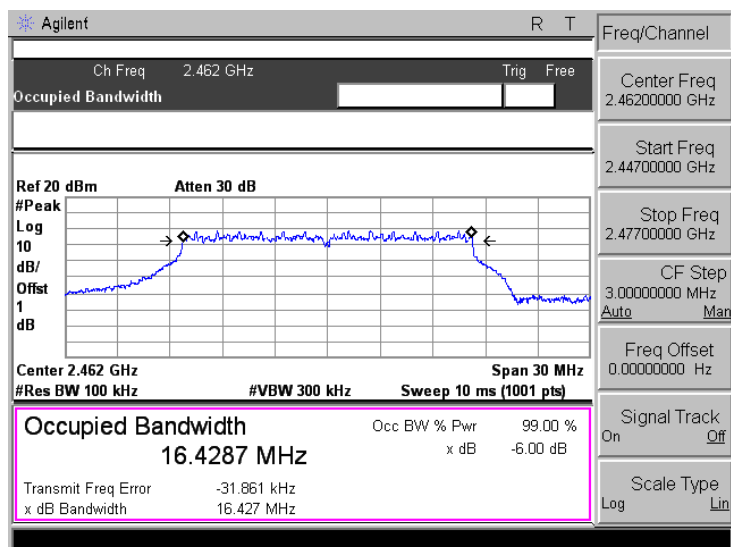 Agilent R T
Ch Freq 2.462 GHz Trig Free
Occupied Bandwidth
Ref 20 dBm Atten 30 dB
#Peak
Log
10
dB/
Offst
1
dB
Center 2.462 GHz Span 30 MHz
#Res BW 100 kHz #VBW 300 kHz Sweep 10 ms (1001 pts)
Occupied Bandwidth Occ BW % Pwr 99.00 %
16.4287 MHz x dB -6.00 dB
Transmit Freq Error -31.861 kHz
x dB Bandwidth 16.427 MHz
Freq/Channel
Center Freq
2.46200000 GHz
Start Freq
2.44700000 GHz
Stop Freq
2.47700000 GHz
CF Step
3.00000000 MHz
Auto Man
Freq Offset
0.00000000 Hz
Signal Track
On Off
Scale Type
Log Lin